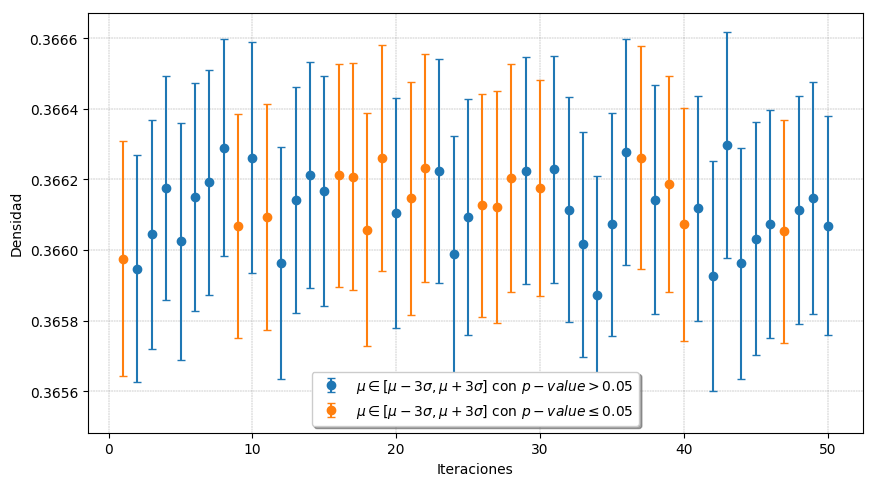 Densidad
0.3666
0.3664
0.3662
0.3660
0.3658
0.3656
μ ∈ [μ − 3σ, μ + 3σ] con p − value > 0.05
μ ∈ [μ − 3σ, μ + 3σ] con p − value ≤ 0.05
0 10 20 30 40 50
Iteraciones